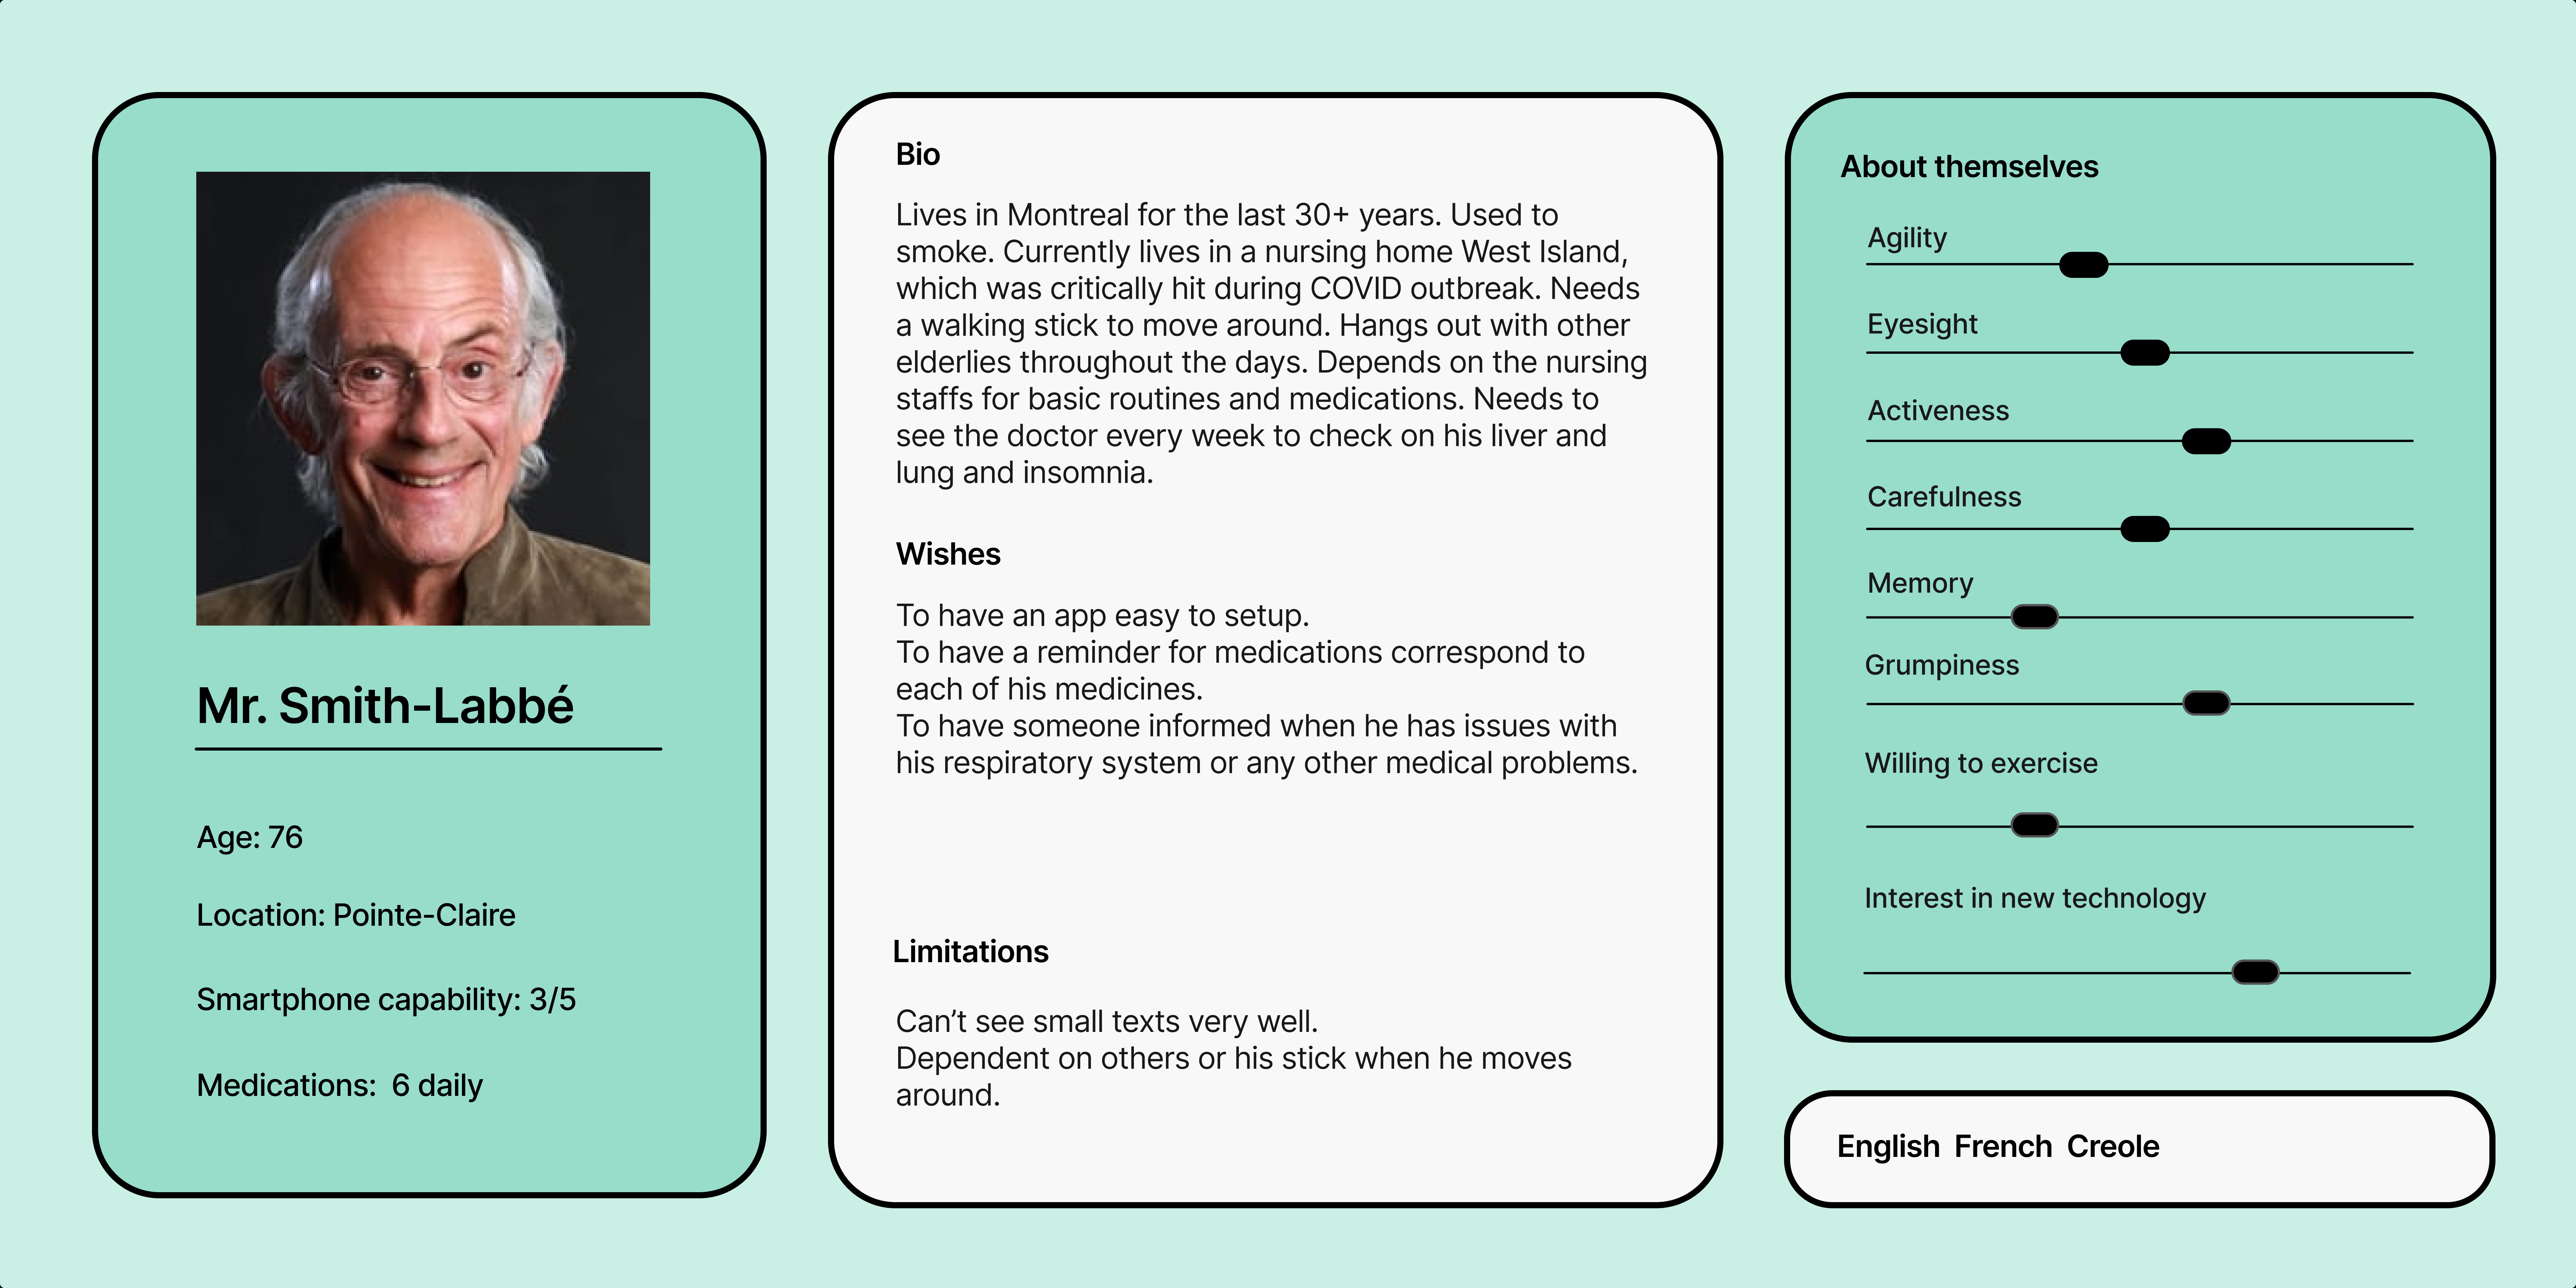 Mr. Smith-Labbé
Age: 76
Location: Pointe-Claire
Smartphone capability: 3/5
Medications:  6 daily
Bio
Lives in Montreal for the last 30+ years. Used to
smoke. Currently lives in a nursing home West Island,
which was critically hit during COVID outbreak. Needs
a walking stick to move around. Hangs out with other
elderlies throughout the days. Depends on the nursing
staffs for basic routines and medications. Needs to
see the doctor every week to check on his liver and
lung and insomnia.
Wishes
To have an app easy to setup.
To have a reminder for medications correspond to
each of his medicines.
To have someone informed when he has issues with
his respiratory system or any other medical problems.
Limitations
Can’t see small texts very well.
Dependent on others or his stick when he moves
around.
About themselves
Agility
Eyesight
Activeness
Carefulness
Memory
Grumpiness
Willing to exercise
Interest in new technology
English  French  Creole